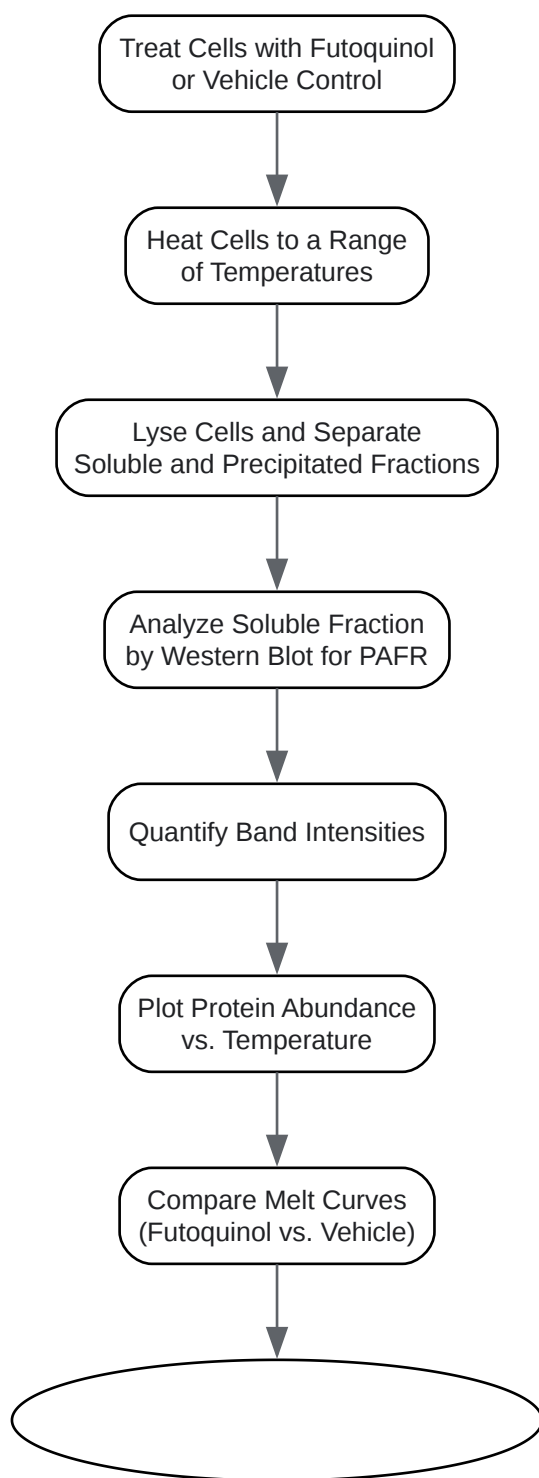 Treat Cells with Futoquinol
or Vehicle Control
Heat Cells to a Range
of Temperatures
Lyse Cells and Separate
Soluble and Precipitated Fractions
Analyze Soluble Fraction
by Western Blot for PAFR
Quantify Band Intensities
Plot Protein Abundance
vs. Temperature
Compare Melt Curves
(Futoquinol vs. Vehicle)